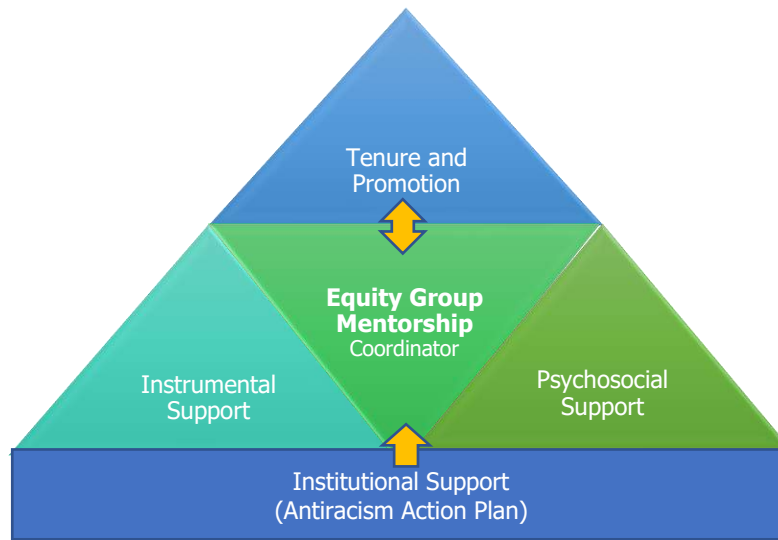 Tenure and
Promotion
Equity Group
Mentorship
Coordinator
Instrumental
Support
Psychosocial
Support
Institutional Support
(Antiracism Action Plan)